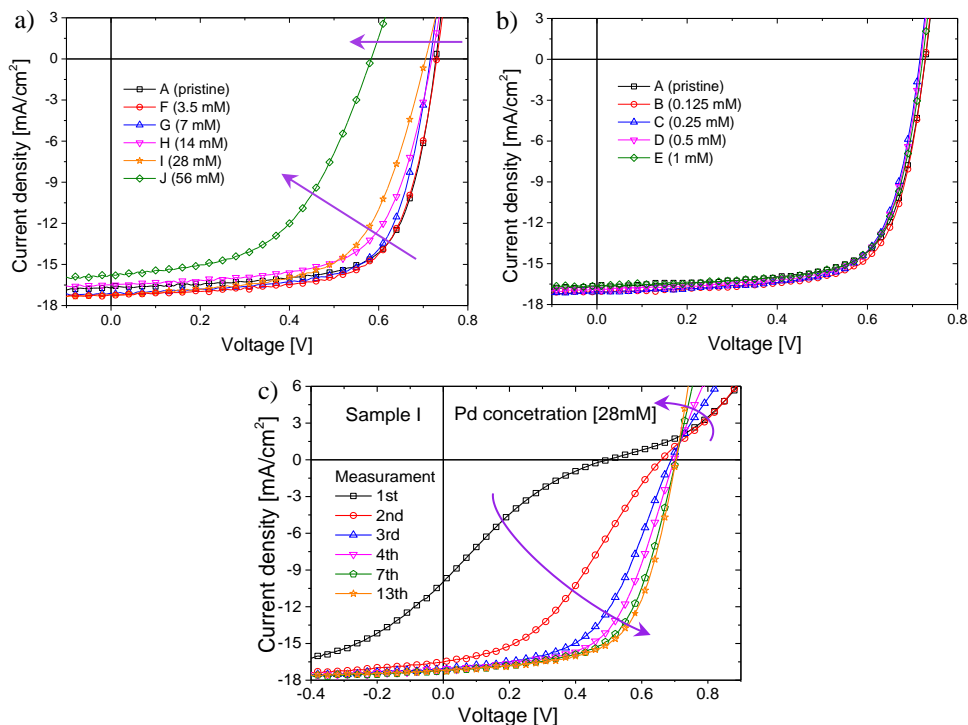 a)
3
0
-3
-6
-9
-12
-15
-18
Current density [mA/cm²]
A (pristine)
F (3.5 mM)
G (7 mM)
H (14 mM)
I (28 mM)
J (56 mM)
0.0 0.2 0.4 0.6 0.8
Voltage [V]
b)
3
0
-3
-6
-9
-12
-15
-18
Current density [mA/cm²]
A (pristine)
B (0.125 mM)
C (0.25 mM)
D (0.5 mM)
E (1 mM)
0.0 0.2 0.4 0.6 0.8
Voltage [V]
c)
6
3
0
-3
-6
-9
-12
-15
-18
Current density [mA/cm²]
Sample I
Pd concetration [28mM]
Measurament
1st
2nd
3rd
4th
7th
13th
-0.4 -0.2 0.0 0.2 0.4 0.6 0.8
Voltage [V]